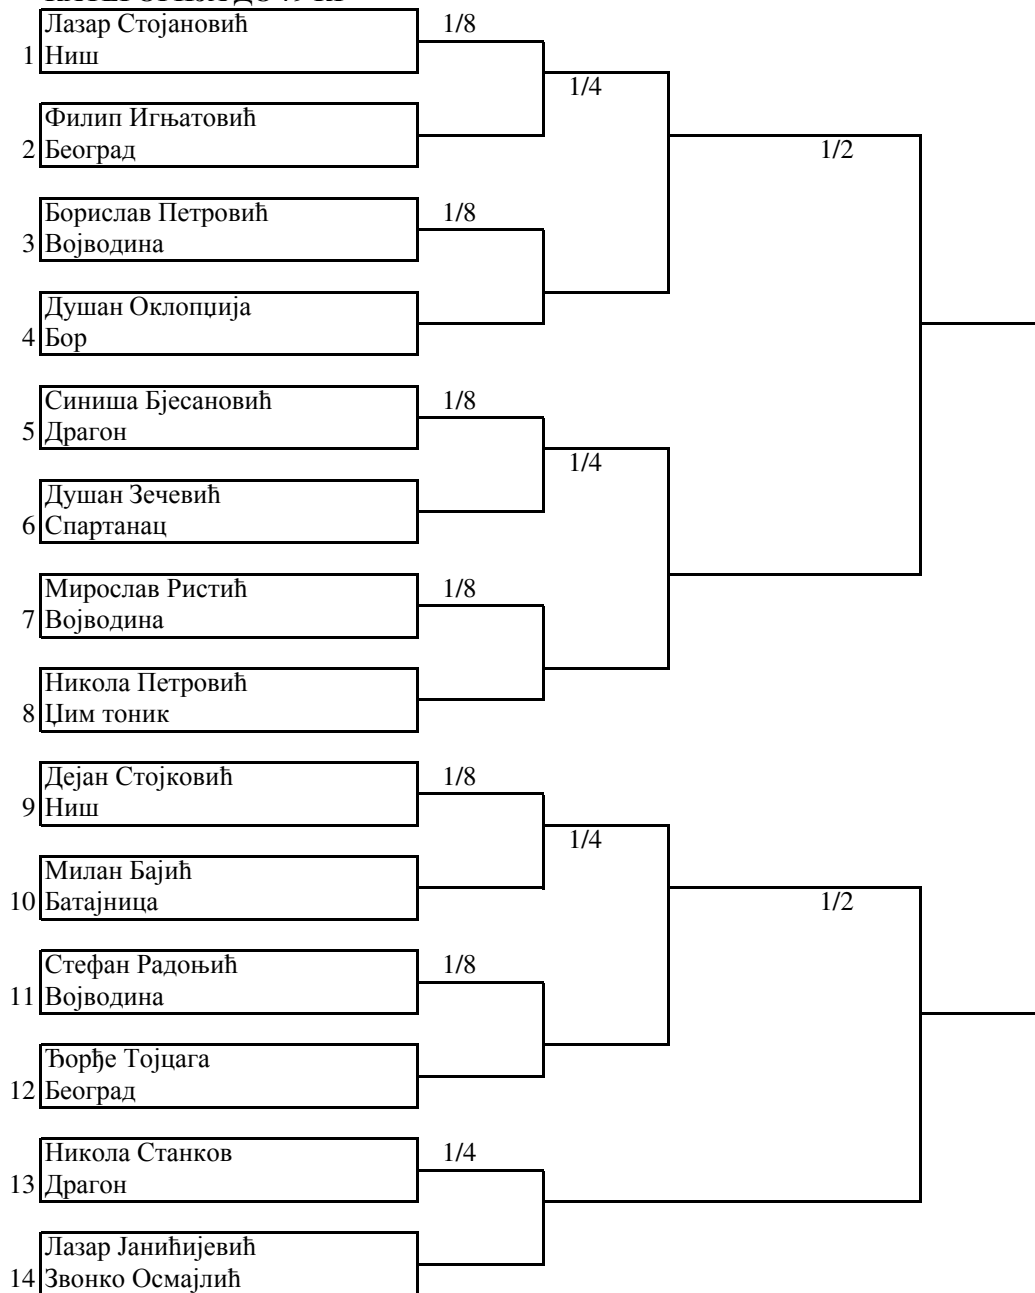 Лазар Стојановић 1/8
1 Ниш
1/4
Филип Игњатовић
2 Београд 1/2
Борислав Петровић 1/8
3 Војводина
Душан Оклопџија
4 Бор
Синиша Бјесановић 1/8
5 Драгон
1/4
Душан Зечевић
6 Спартанац
Мирослав Ристић 1/8
7 Војводина
Никола Петровић
8 Џим тоник
Дејан Стојковић 1/8
9 Ниш
1/4
Милан Бајић
10 Батајница 1/2
Стефан Радоњић 1/8
11 Војводина
Ђорђе Тојцага
12 Београд
Никола Станков 1/4
13 Драгон
Лазар Јанићијевић
14 Звонко Осмајлић